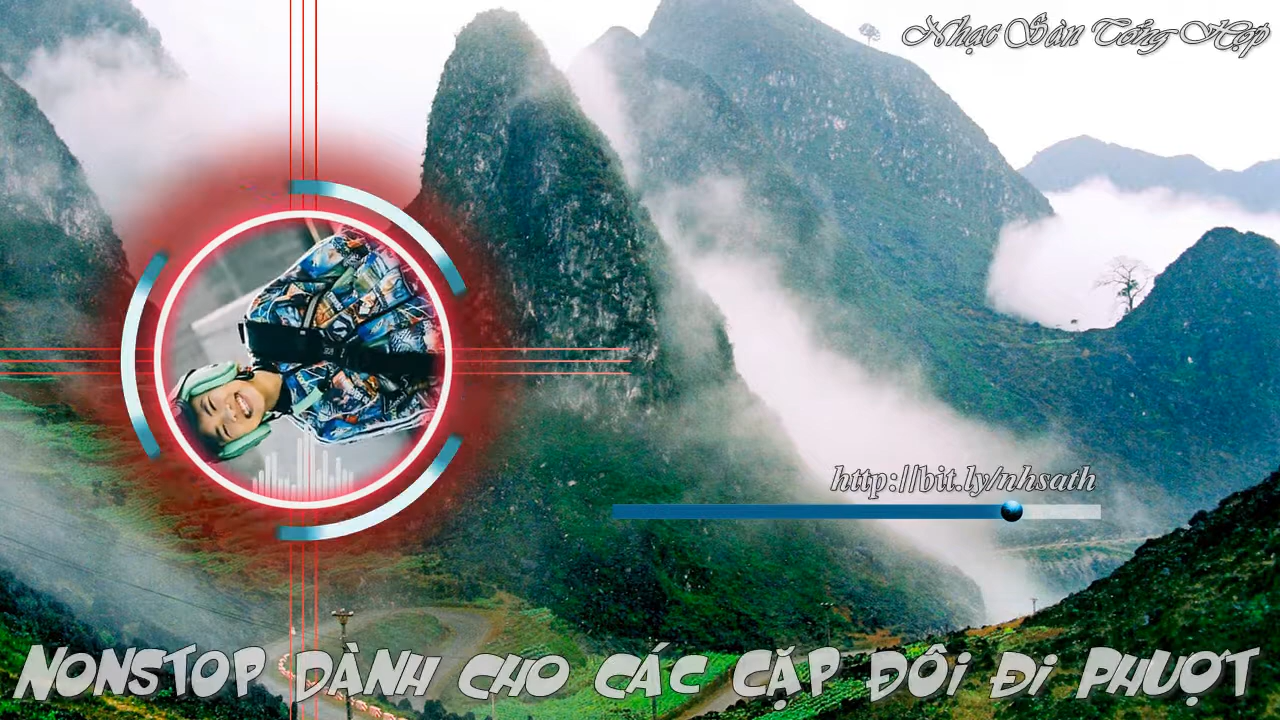 Nhạc Sàn Tổng Hợp
http://bit.ly/nhsath
NONSTOP DÀNH CHO CÁC CẶP ĐÔI ĐI PHƯỢT